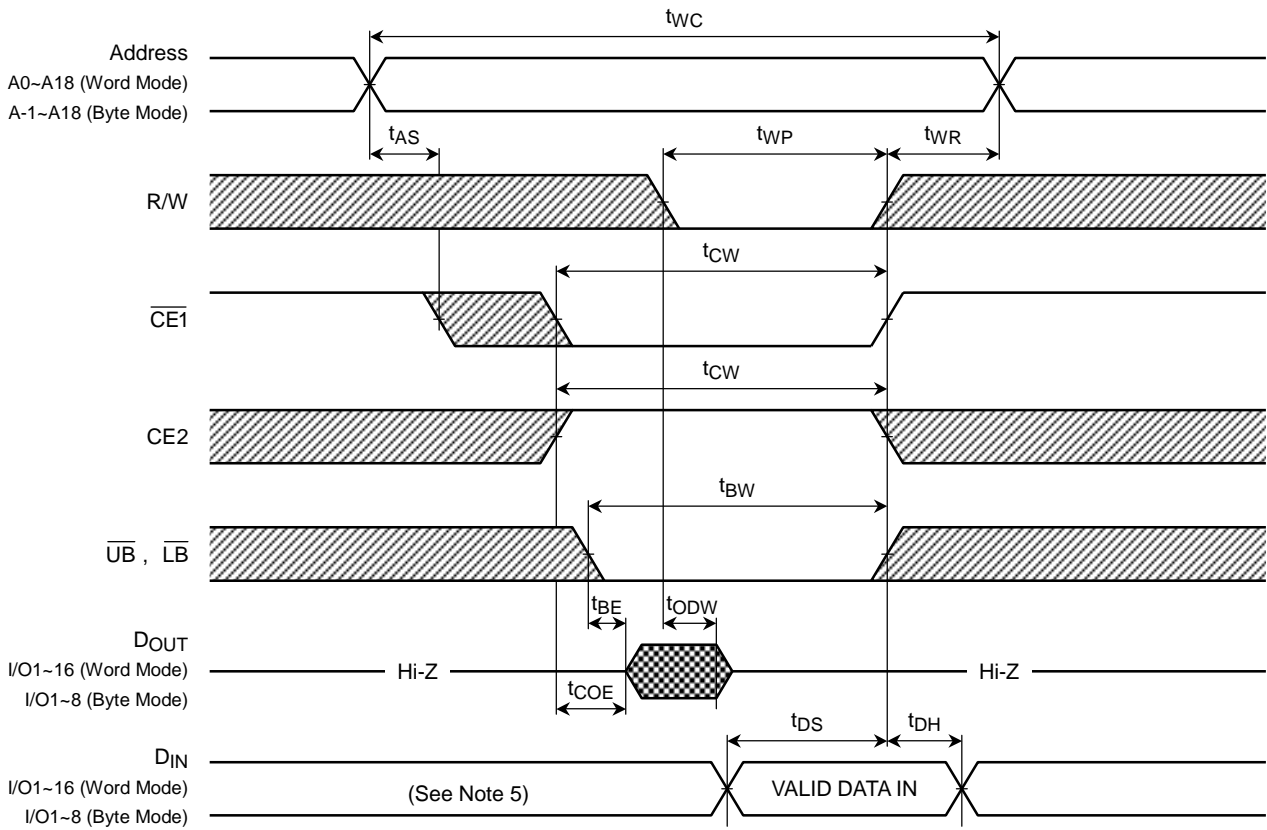 tWC
Address
A0~A18 (Word Mode)
A-1~A18 (Byte Mode)
tAS
tWP
tWR
R/W
tCW
CE1
tCW
CE2
tBW
UB , LB
tBE
tODW
DOUT
I/O1~16 (Word Mode)
Hi-Z
Hi-Z
I/O1~8 (Byte Mode)
tCOE
tDS
tDH
DIN
I/O1~16 (Word Mode)
(See Note 5)
VALID DATA IN
I/O1~8 (Byte Mode)